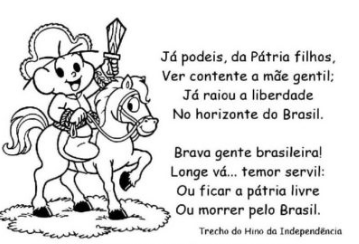 Já podeis, da Pátria filhos,
Ver contente a mãe gentil;
Já raiou a liberdade
No horizonte do Brasil.
Brava gente brasileira!
Longe vá... temor servil:
Ou ficar a pátria livre
Ou morrer pelo Brasil.
Trecho do Hino da Independência